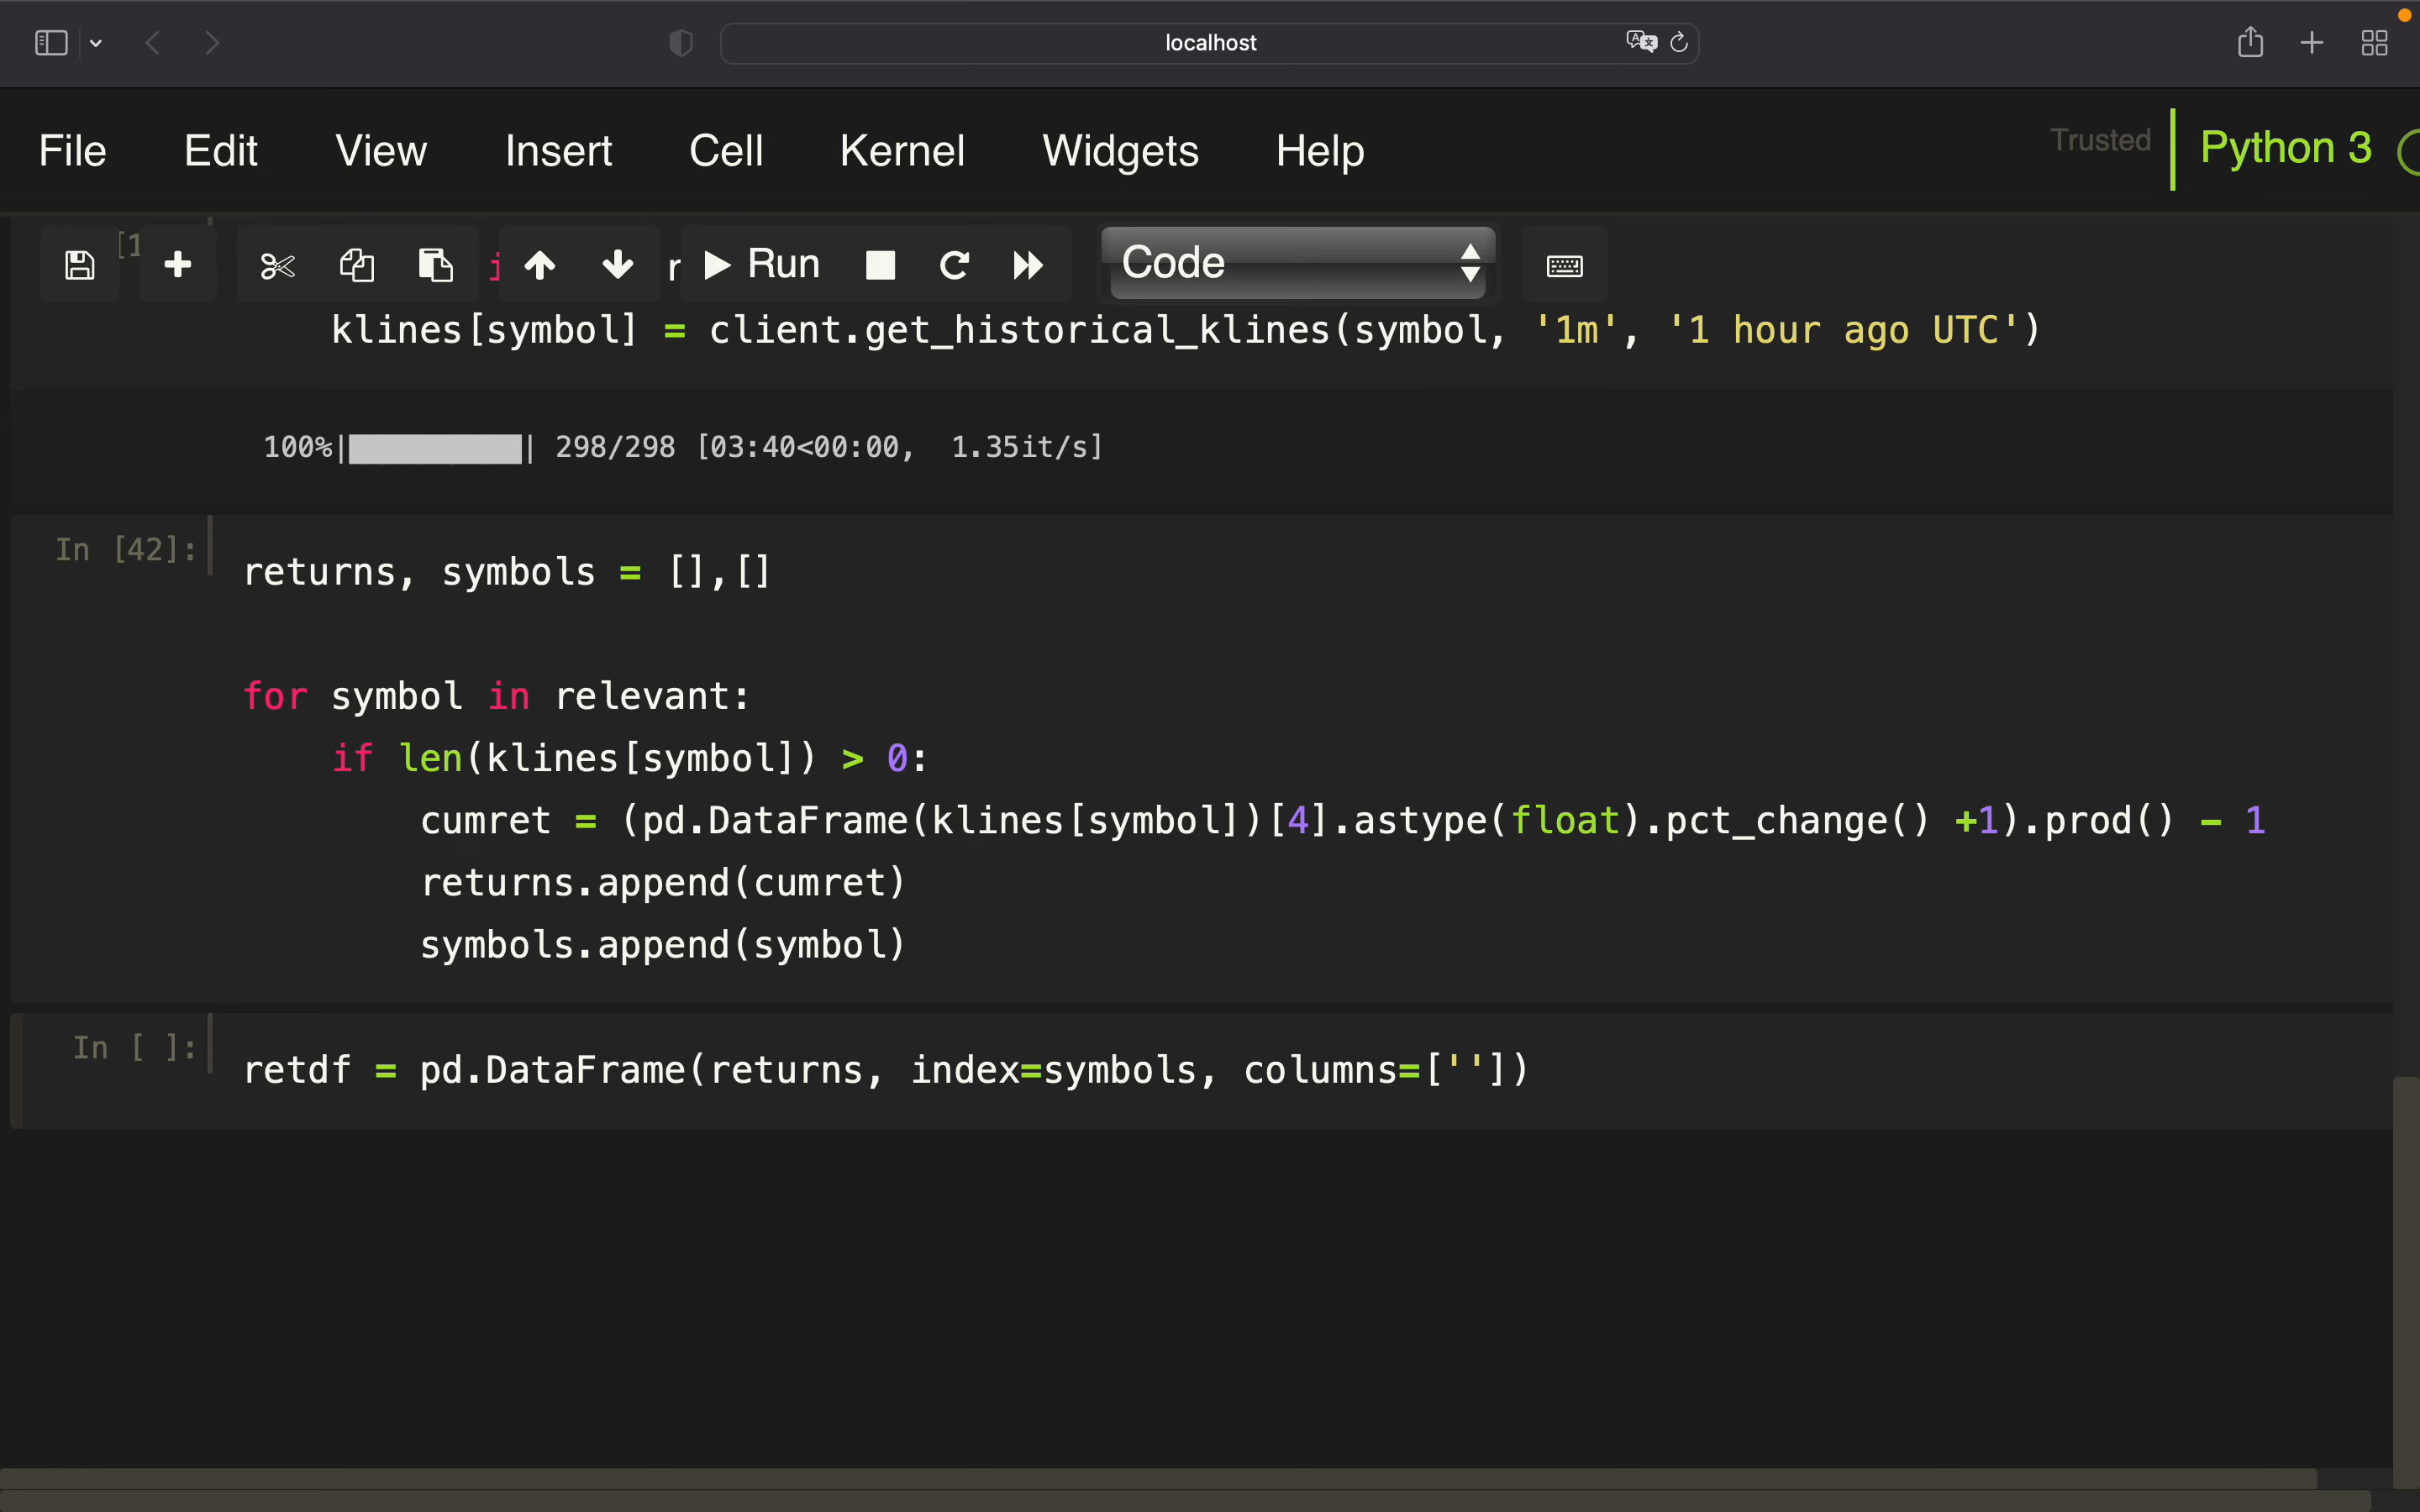 localhost
File Edit View Insert Cell Kernel Widgets Help Trusted Python 3
Run Code
klines[symbol] = client.get_historical_klines(symbol, '1m', '1 hour ago UTC')
100%| | 298/298 [03:40<00:00, 1.35it/s]
In [42]:
returns, symbols = [],[]
for symbol in relevant:
if len(klines[symbol]) > 0:
cumret = (pd.DataFrame(klines[symbol])[4].astype(float).pct_change() +1).prod() - 1
returns.append(cumret)
symbols.append(symbol)
In [ ]:
retdf = pd.DataFrame(returns, index=symbols, columns=[''])